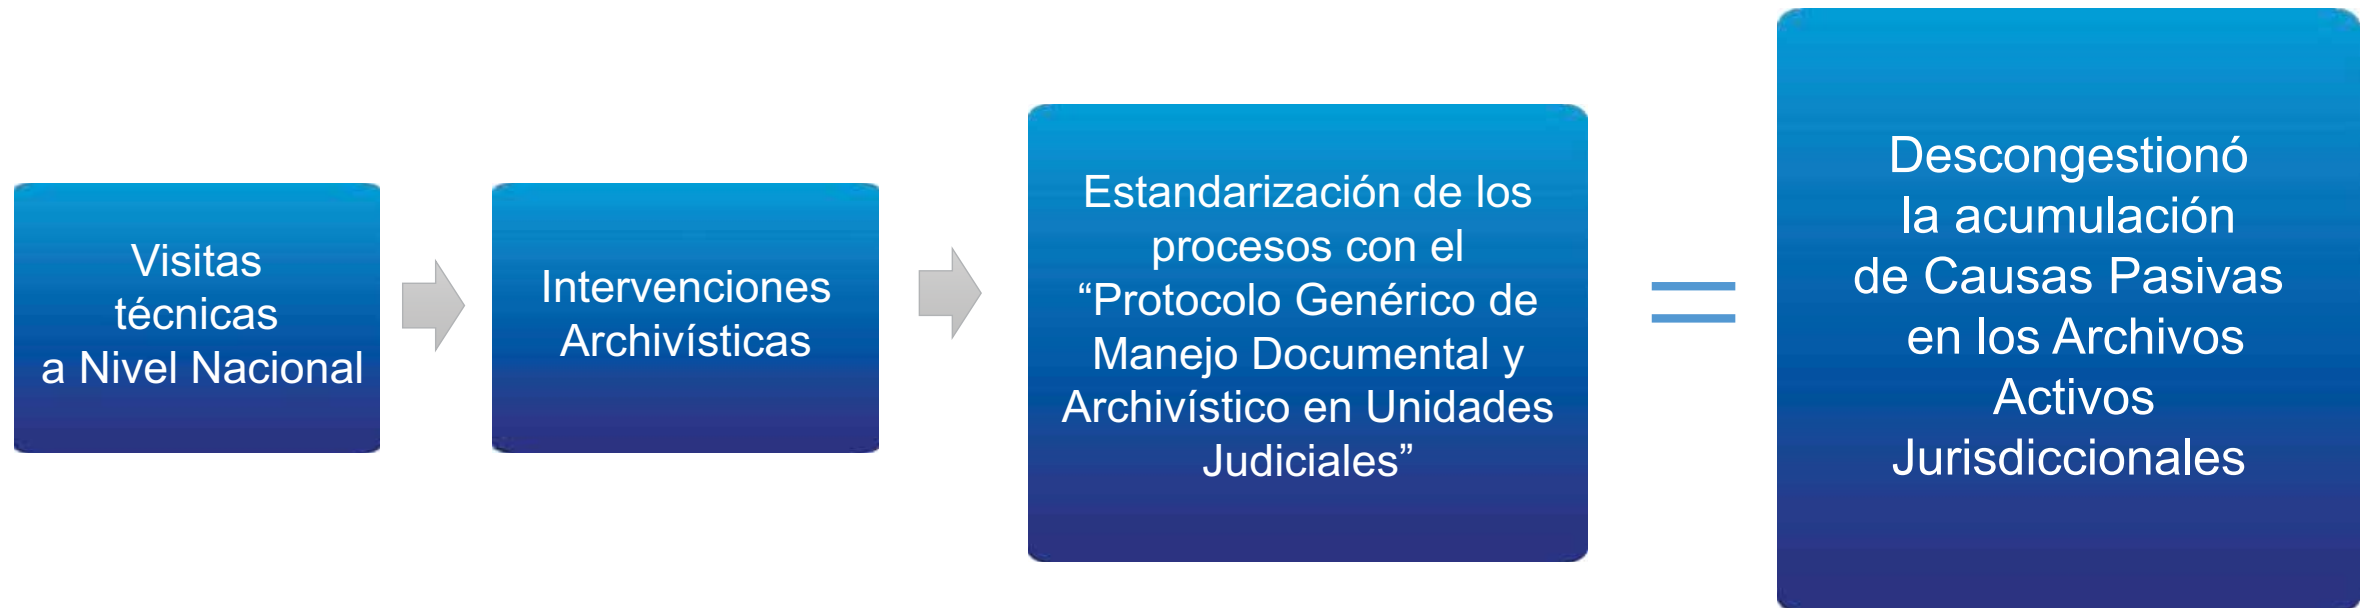 Visitas
técnicas
a Nivel Nacional
Intervenciones
Archivísticas
Estandarización de los
procesos con el
“Protocolo Genérico de
Manejo Documental y
Archivístico en Unidades
Judiciales”
=
Descongestionó
la acumulación
de Causas Pasivas
en los Archivos
Activos
Jurisdiccionales